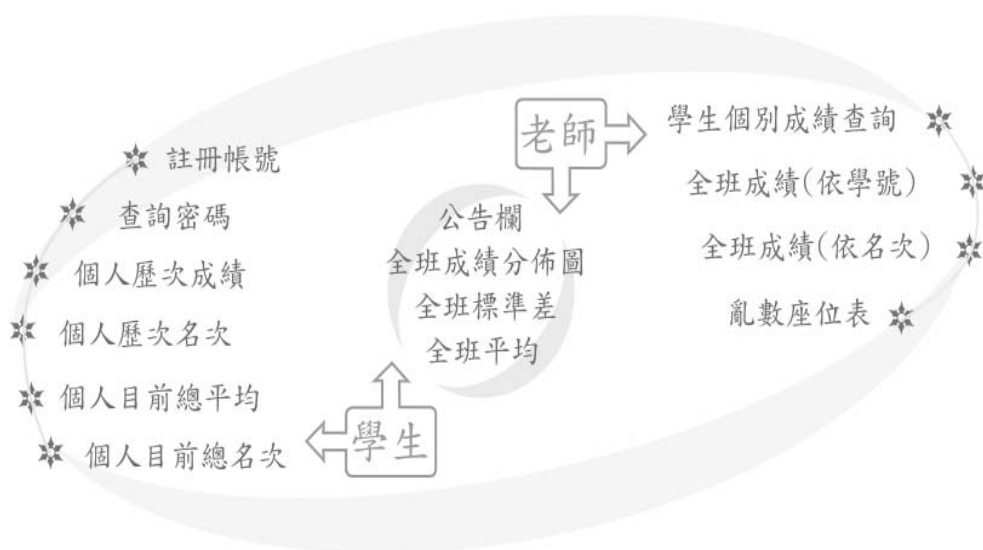 註冊帳號
查詢密碼
個人歷次成績
個人歷次名次
個人目前總平均
個人目前總名次
公告欄
全班成績分佈圖
全班標準差
全班平均
學生
老師
學生個別成績查詢
全班成績(依學號)
全班成績(依名次)
亂數座位表